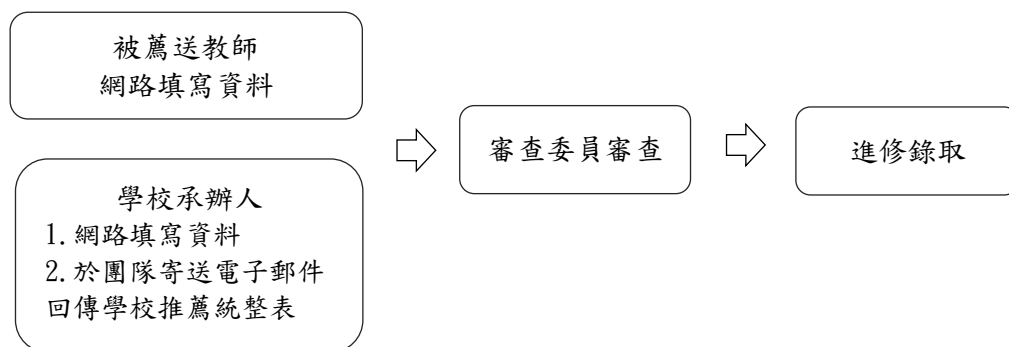 被薦送教師
網路填寫資料
學校承辦人
1.網路填寫資料
2.於團隊寄送電子郵件
回傳學校推薦統整表
審查委員審查
進修錄取